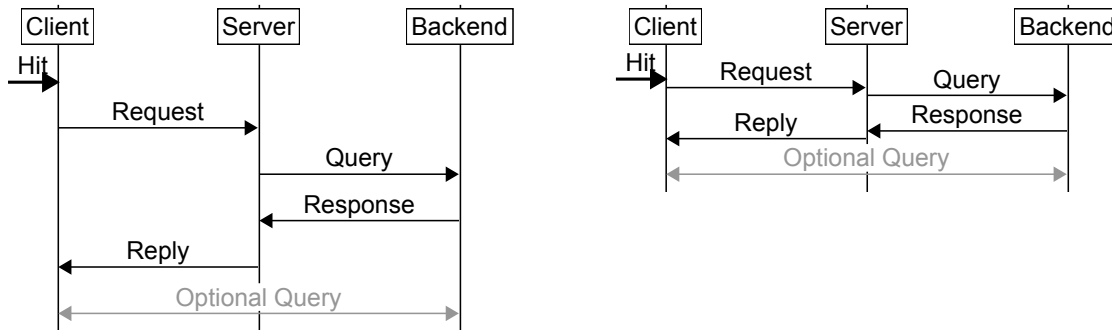 Client Server Backend
Hit
Request
Query
Response
Reply
Optional Query
Client Server Backend
Hit
Request
Query
Response
Reply
Optional Query